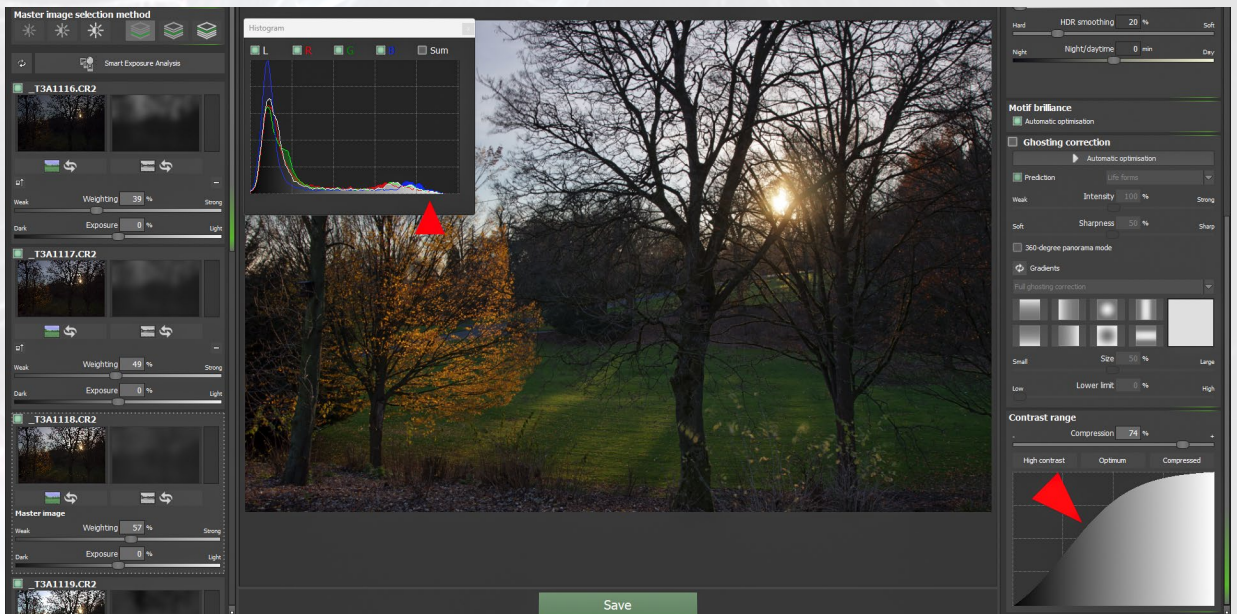 Master image selection method
Smart Exposure Analysis
_T3A1116.CR2
Weighting 39 %
Weak Strong
Exposure 0 %
Dark Light
_T3A1117.CR2
Weighting 49 %
Weak Strong
Exposure 0 %
Dark Light
_T3A1118.CR2
Master image
Weighting 57 %
Weak Strong
Exposure 0 %
Dark Light
_T3A1119.CR2
Histogram
L R G B Sum
Save
Hard HDR smoothing 20 % Soft
Night Night/daytime 0 min Day
Motif brilliance
Automatic optimisation
Ghosting correction
Automatic optimisation
Prediction Life forms
Weak Intensity 100 % Strong
Soft Sharpness 50 % Sharp
360-degree panorama mode
Gradients
Full ghosting correction
Small Size 50 % Large
Low Lower limit 0 % High
Contrast range
- Compression 74 % +
High contrast Optimum Compressed